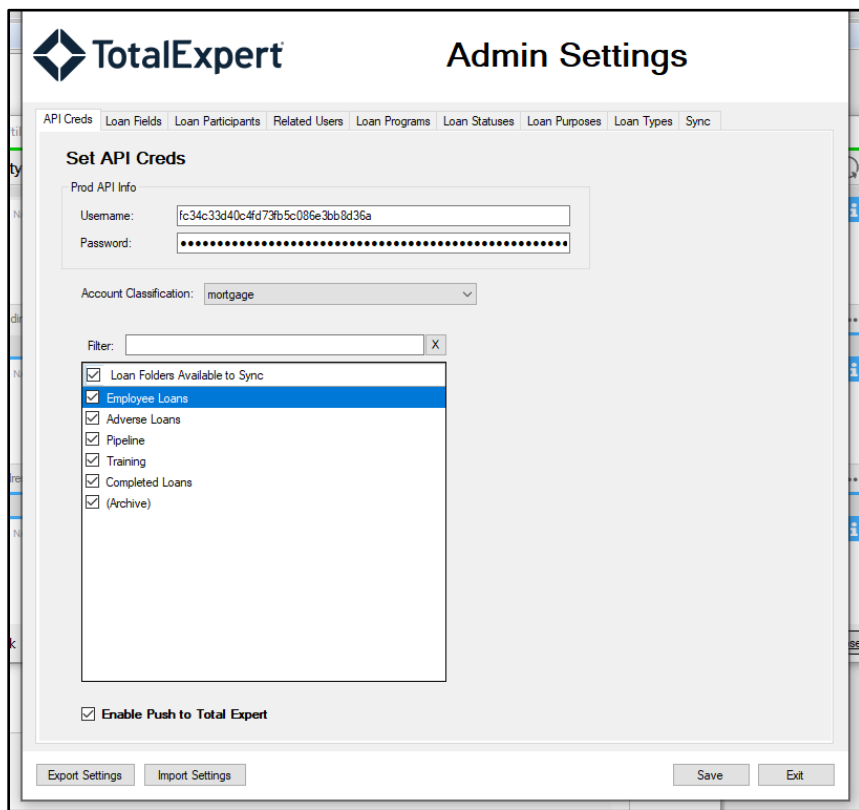 TotalExpert
Admin Settings
API Creds Loan Fields Loan Participants Related Users Loan Programs Loan Statuses Loan Purposes Loan Types Sync
Set API Creds
Prod API Info
Username: fc34c33d40c4fd73fb5c086e3bb8d36a
Password:
Account Classification: mortgage
Filter: X
Loan Folders Available to Sync
Employee Loans
Adverse Loans
Pipeline
Training
Completed Loans
(Archive)
Enable Push to Total Expert
Export Settings Import Settings Save Exit